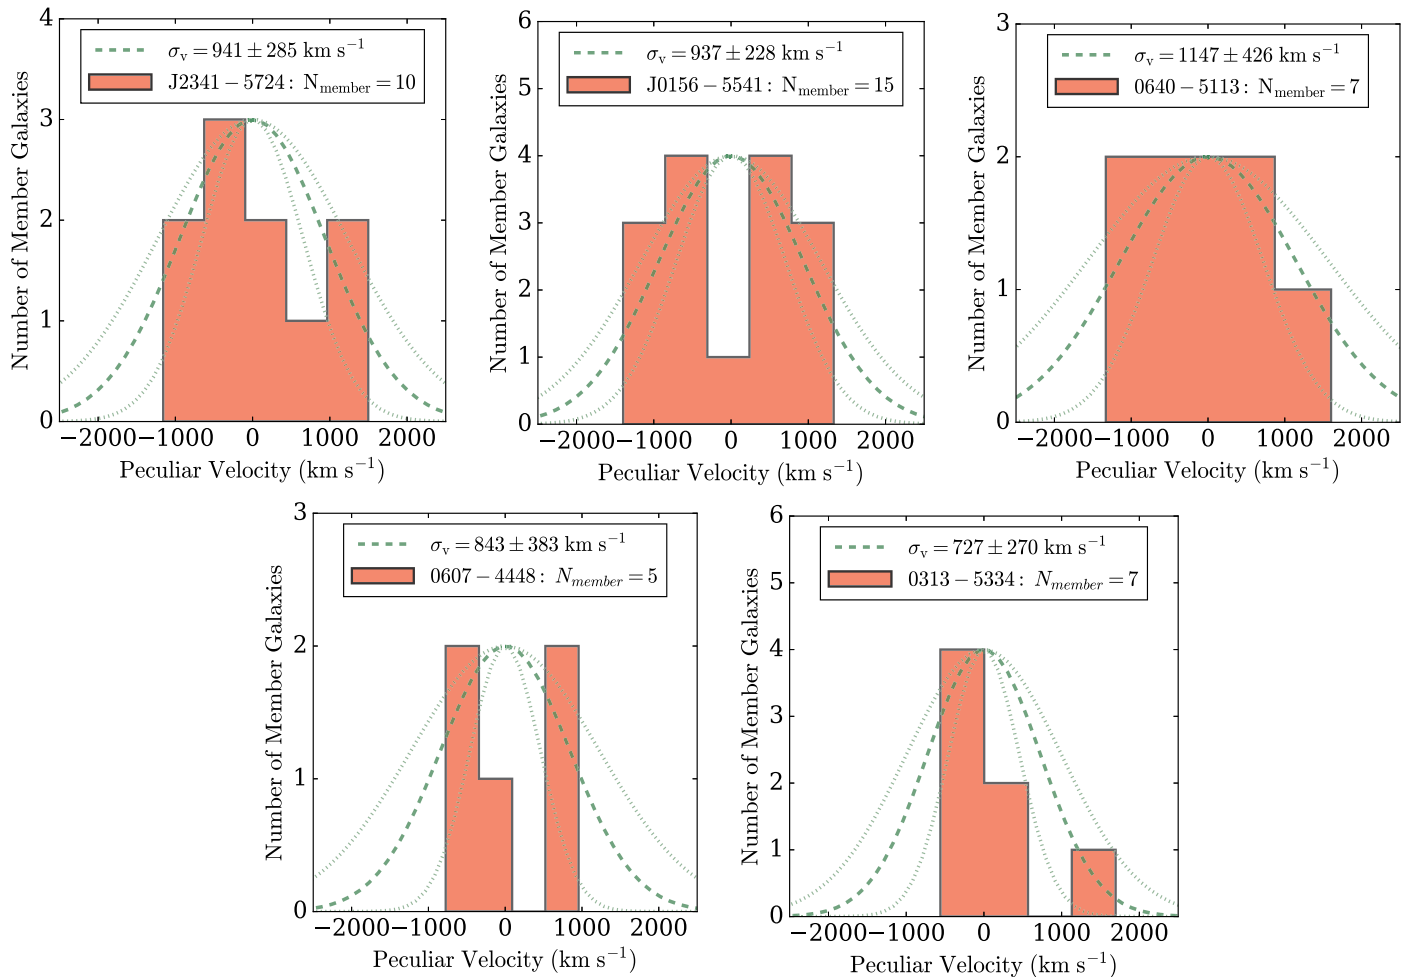 4
3
2
1
0
Number of Member Galaxies
σv = 941 ± 285 km s−1
J2341 − 5724: Nmember = 10
−2000 −1000 0 1000 2000
Peculiar Velocity (km s−1)
6
5
4
3
2
1
0
Number of Member Galaxies
σv = 937 ± 228 km s−1
J0156 − 5541: Nmember = 15
−2000 −1000 0 1000 2000
Peculiar Velocity (km s−1)
3
2
1
0
Number of Member Galaxies
σv = 1147 ± 426 km s−1
0640 − 5113: Nmember = 7
−2000 −1000 0 1000 2000
Peculiar Velocity (km s−1)
3
2
1
0
Number of Member Galaxies
σv = 843 ± 383 km s−1
0607 − 4448: Nmember = 5
−2000 −1000 0 1000 2000
Peculiar Velocity (km s−1)
6
5
4
3
2
1
0
Number of Member Galaxies
σv = 727 ± 270 km s−1
0313 − 5334: Nmember = 7
−2000 −1000 0 1000 2000
Peculiar Velocity (km s−1)